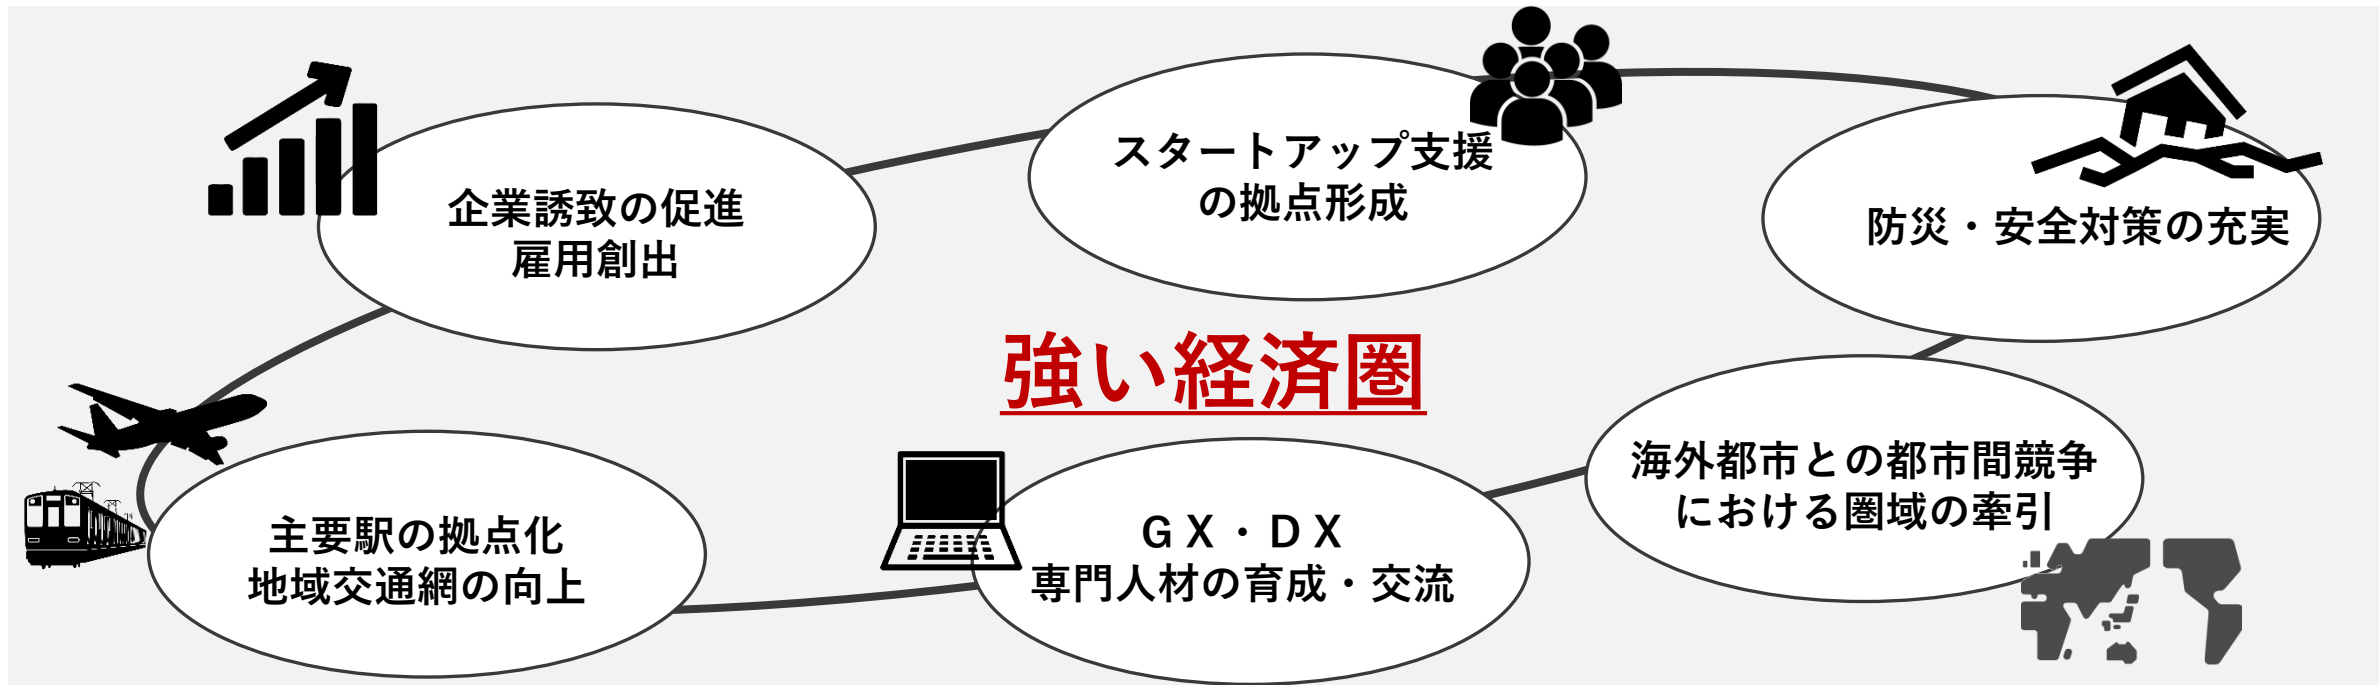 スタートアップ支援
の拠点形成
企業誘致の促進
雇用創出
防災・安全対策の充実
強い経済圏
海外都市との都市間競争
における圏域の牽引
主要駅の拠点化
地域交通網の向上
ＧＸ・ＤＸ
専門人材の育成・交流